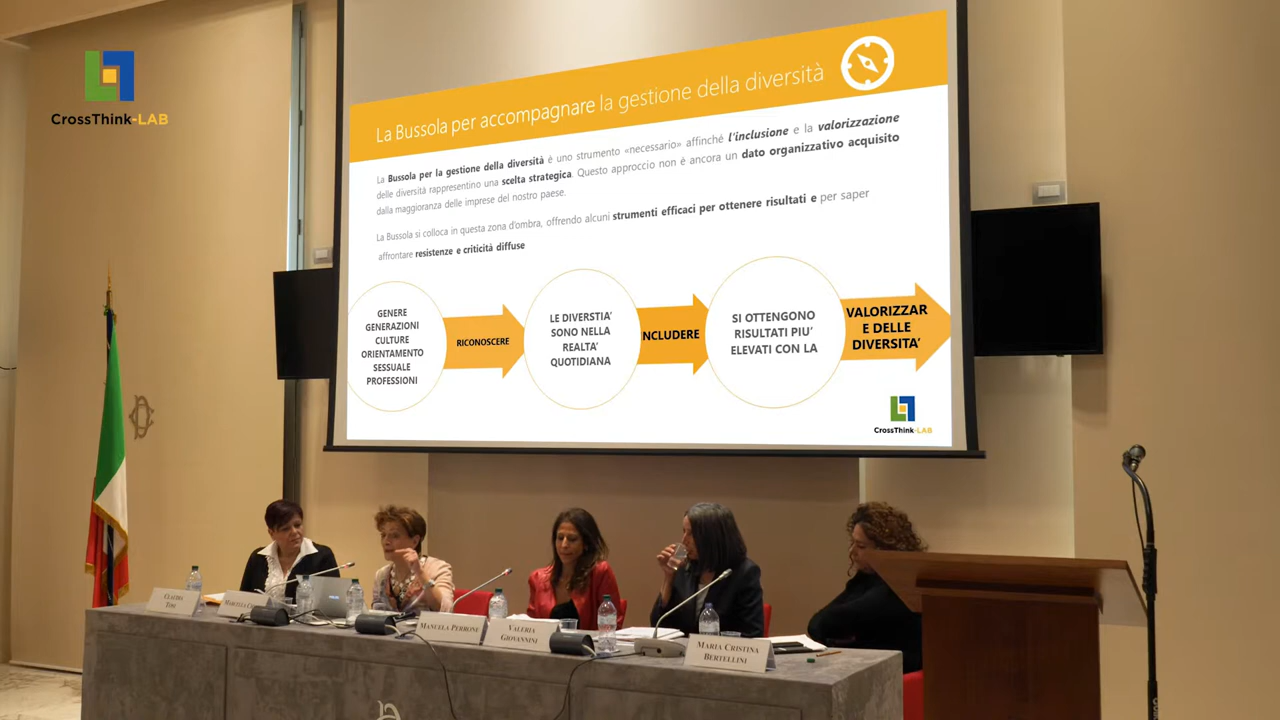 CrossThink-LAB
La Bussola per accompagnare la gestione della diversità
La Bussola per la gestione della diversità è uno strumento «necessario» affinché l'inclusione e la valorizzazione
delle diversità rappresentino una scelta strategica. Questo approccio non è ancora un dato organizzativo acquisito
dalla maggioranza delle imprese del nostro paese.
La Bussola si colloca in questa zona d'ombra, offrendo alcuni strumenti efficaci per ottenere risultati e per saper
affrontare resistenze e criticità diffuse
GENERE
GENERAZIONI
CULTURE
ORIENTAMENTO
SESSUALE
PROFESSIONI
RICONOSCERE
LE DIVERSTIA'
SONO NELLA
REALTA'
QUOTIDIANA
INCLUDERE
SI OTTENGONO
RISULTATI PIU'
ELEVATI CON LA
VALORIZZAR
E DELLE
DIVERSITA'
CrossThink-LAB
CLAUDIA
MARCELLA
MANUELA PERRONE
VALERIA
GIOVANNINI
MARIA CRISTINA
BERTELLINI